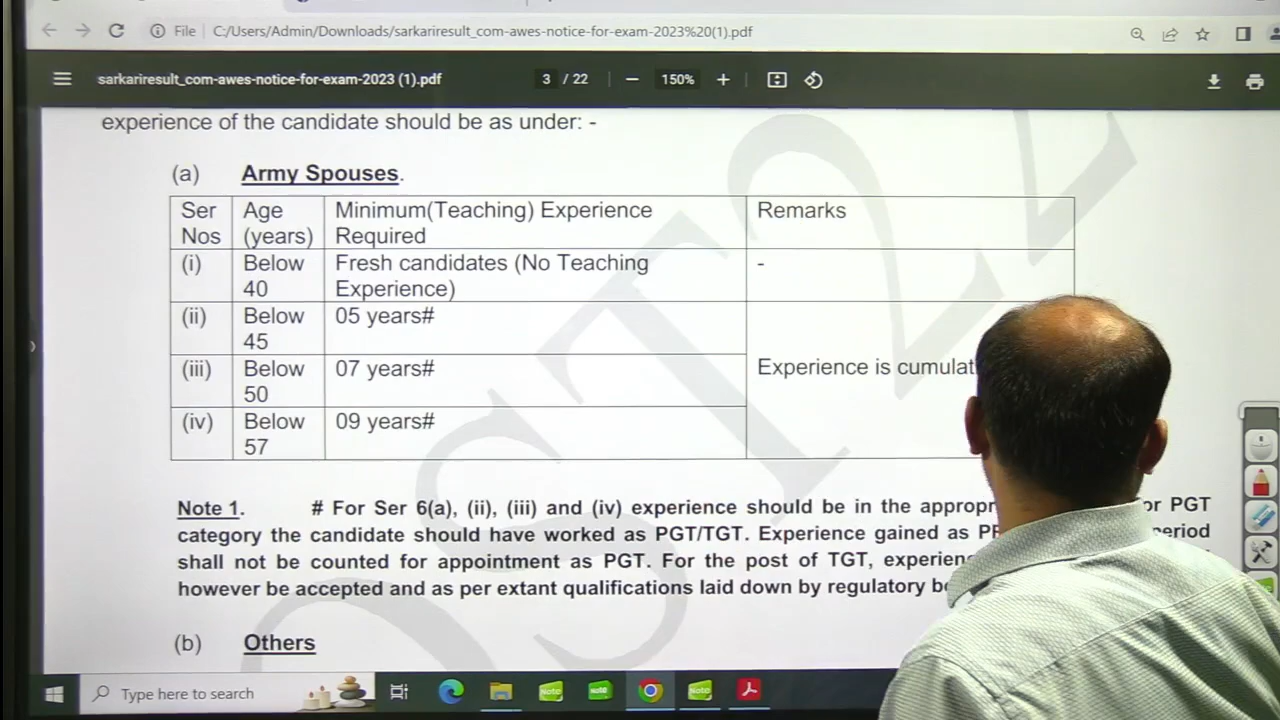 File C:/Users/Admin/Downloads/sarkariresult_com-awes-notice-for-exam-2023%20(1).pdf
sarkariresult_com-awes-notice-for-exam-2023 (1).pdf 3 / 22 150%
experience of the candidate should be as under: -
(a) Army Spouses.
Ser Nos Age (years) Minimum(Teaching) Experience Required Remarks
(i) Below 40 Fresh candidates (No Teaching Experience) -
(ii) Below 45 05 years#
(iii) Below 50 07 years# Experience is
(iv) Below 57 09 years#
Note 1. # For Ser 6(a), (ii), (iii) and (iv) experience should be in the PGT
category the candidate should have worked as PGT/TGT. Experience gained as
shall not be counted for appointment as PGT. For the post of TGT,
however be accepted and as per extant qualifications laid down by regulatory
(b) Others
Type here to search
Note
Note
Note